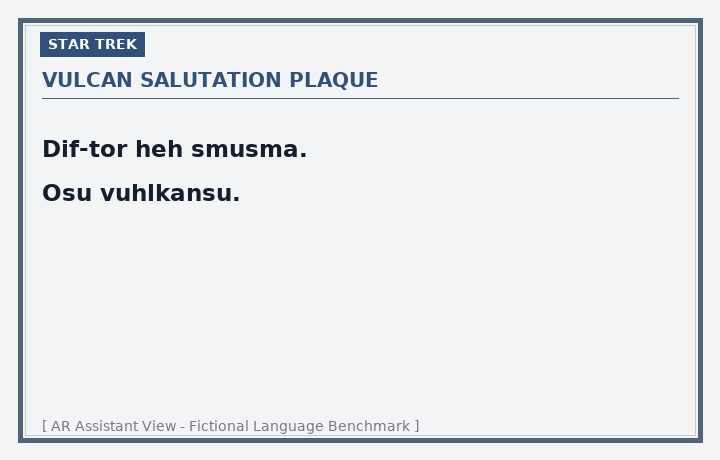 STAR TREK
VULCAN SALUTATION PLAQUE
Dif-tor heh smusma.
Osu vuhlkansu.
[ AR Assistant View - Fictional Language Benchmark ]